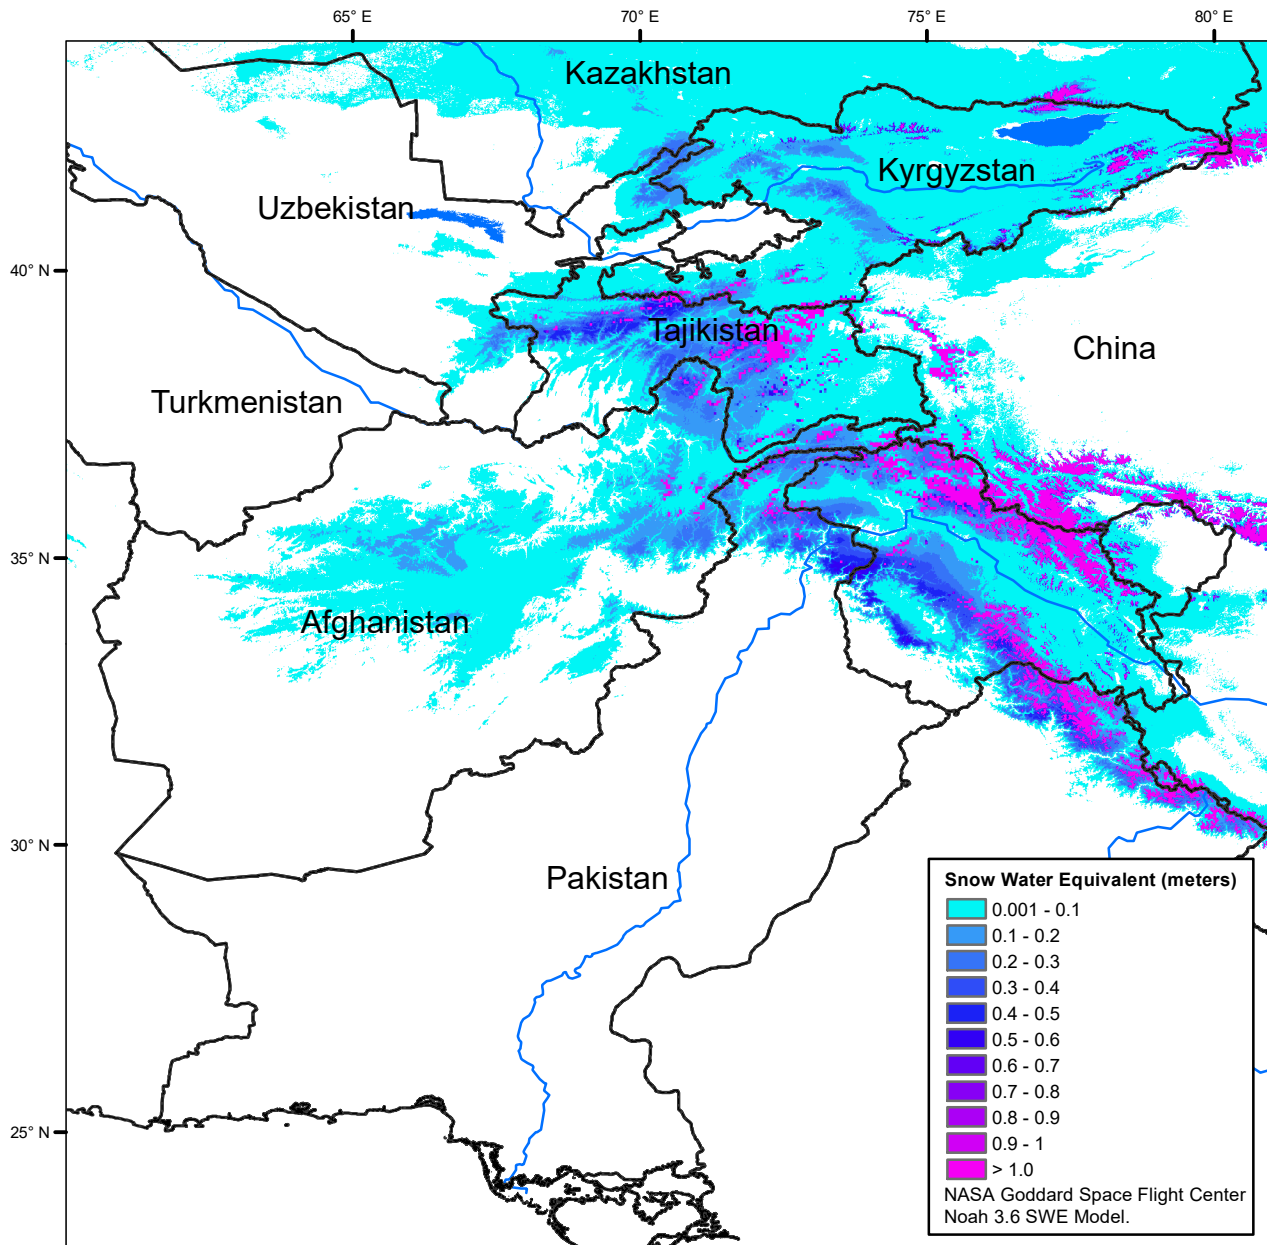 65° E
70° E
75° E
80° E
Kazakhstan
Kyrgyzstan
Uzbekistan
40° N
Tajikistan
China
Turkmenistan
35° N
Afghanistan
30° N
Pakistan
25° N
Snow Water Equivalent (meters)
0.001 - 0.1
0.1 - 0.2
0.2 - 0.3
0.3 - 0.4
0.4 - 0.5
0.5 - 0.6
0.6 - 0.7
0.7 - 0.8
0.8 - 0.9
0.9 - 1
> 1.0
NASA Goddard Space Flight Center
Noah 3.6 SWE Model.